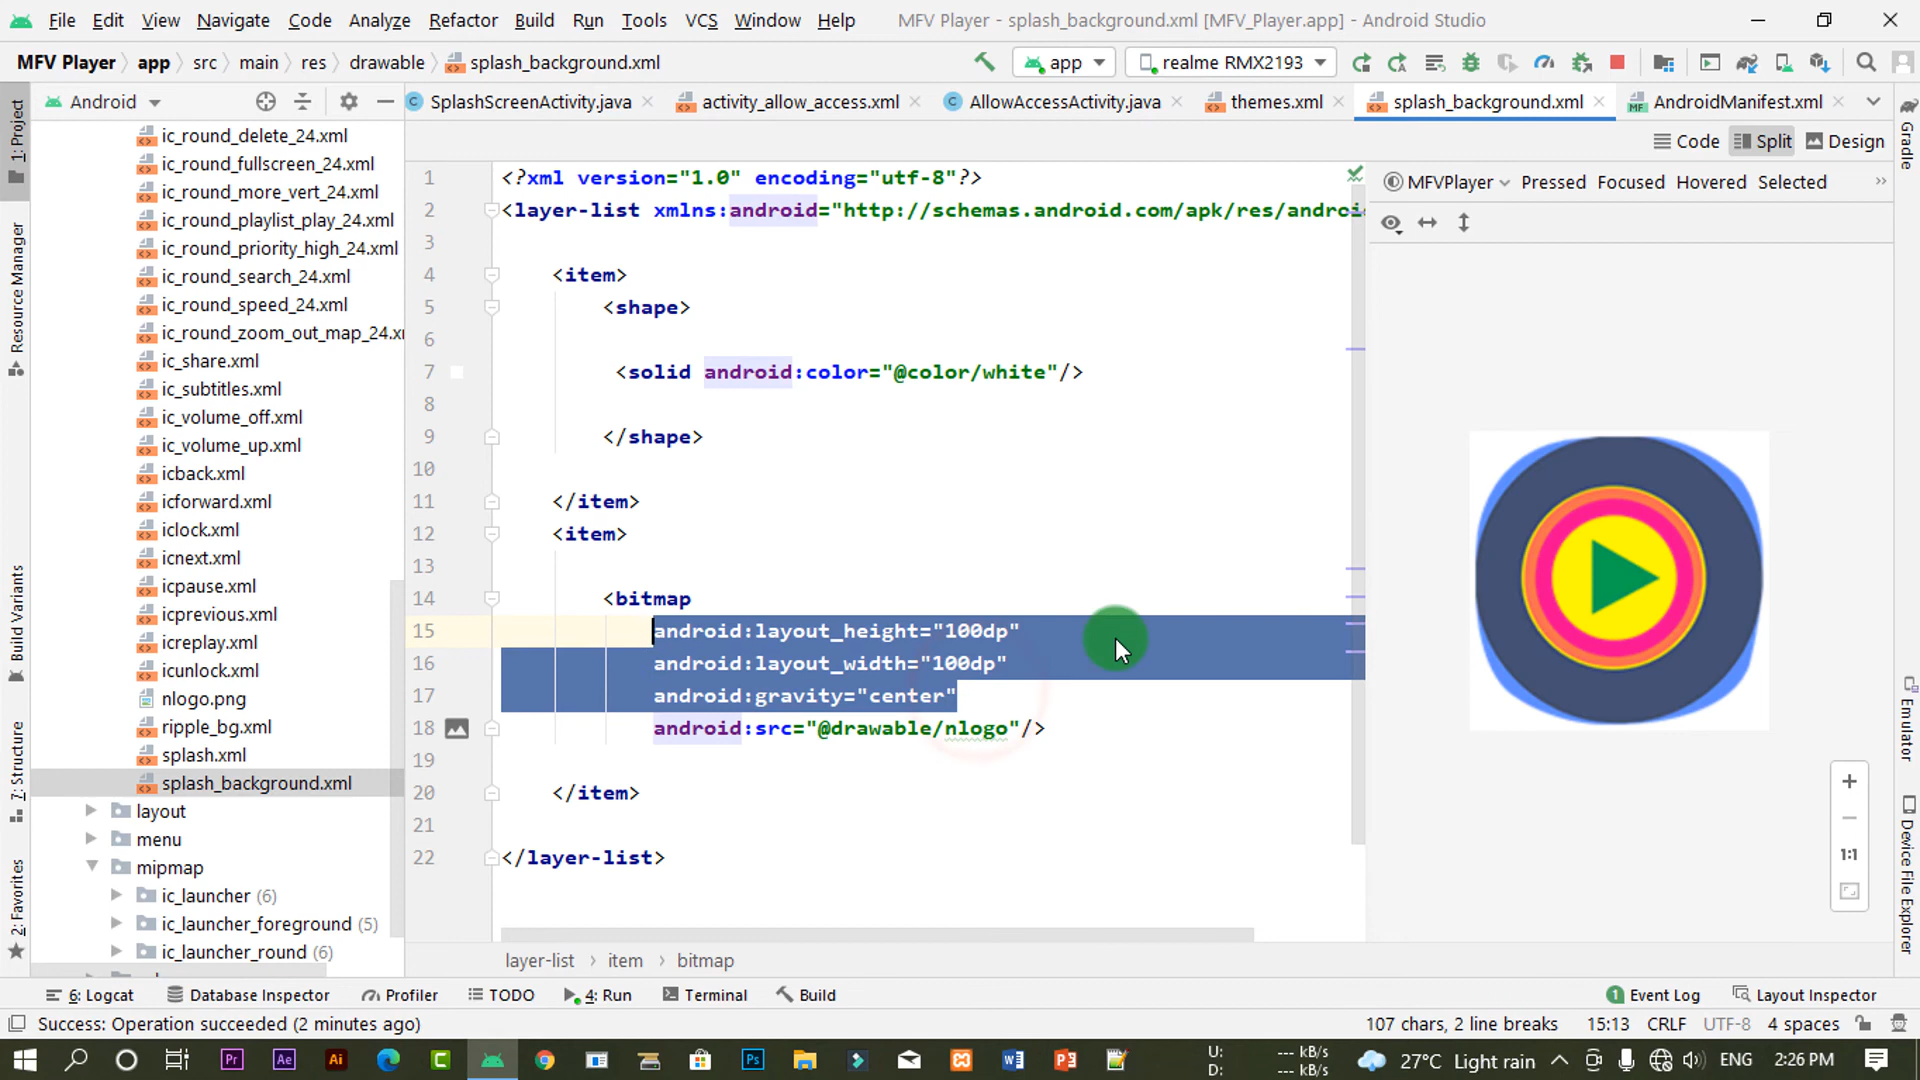 File Edit View Navigate Code Analyze Refactor Build Run Tools VCS Window Help MFV Player - splash_background.xml [MFV_Player.app] - Android Studio
MFV Player app src main res drawable splash_background.xml app realme RMX2193
Android SplashScreenActivity.java activity_allow_access.xml AllowAccessActivity.java themes.xml splash_background.xml AndroidManifest.xml
Code Split Design
MFVPlayer Pressed Focused Hovered Selected
1: Project
Resource Manager
Build Variants
7: Structure
2: Favorites
ic_round_delete_24.xml
ic_round_fullscreen_24.xml
ic_round_more_vert_24.xml
ic_round_playlist_play_24.xml
ic_round_priority_high_24.xml
ic_round_search_24.xml
ic_round_speed_24.xml
ic_round_zoom_out_map_24.x
ic_share.xml
ic_subtitles.xml
ic_volume_off.xml
ic_volume_up.xml
icback.xml
icforward.xml
iclock.xml
icnext.xml
icpause.xml
icprevious.xml
icreplay.xml
icunlock.xml
nlogo.png
ripple_bg.xml
splash.xml
splash_background.xml
layout
menu
mipmap
ic_launcher (6)
ic_launcher_foreground (5)
ic_launcher_round (6)
1 <?xml version="1.0" encoding="utf-8"?>
2 <layer-list xmlns:android="http://schemas.android.com/apk/res/androi
3
4 <item>
5 <shape>
6
7 <solid android:color="@color/white"/>
8
9 </shape>
10
11 </item>
12 <item>
13
14 <bitmap
15 android:layout_height="100dp"
16 android:layout_width="100dp"
17 android:gravity="center"
18 android:src="@drawable/nlogo"/>
19
20 </item>
21
22 </layer-list>
1:1
Gradle
Emulator
Device File Explorer
layer-list item bitmap
6: Logcat Database Inspector Profiler TODO 4: Run Terminal Build 1 Event Log Layout Inspector
Success: Operation succeeded (2 minutes ago) 107 chars, 2 line breaks 15:13 CRLF UTF-8 4 spaces
Pr Ae Ai C Ps W P U: --- kB/s
D: --- kB/s
27°C Light rain ENG 2:26 PM